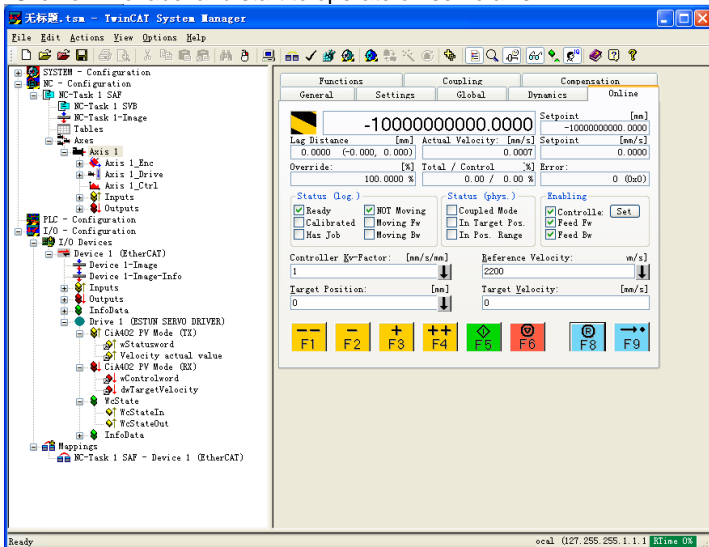 无标题.tsm - TwinCAT System Manager
File Edit Actions View Options Help
SYSTEM - Configuration
NC - Configuration
NC-Task 1 SAF
NC-Task 1 SVB
NC-Task 1-Image
Tables
Axes
Axis 1
Axis 1_Enc
Axis 1_Drive
Axis 1_Ctrl
Inputs
Outputs
PLC - Configuration
I/O - Configuration
I/O Devices
Device 1 (EtherCAT)
Device 1-Image
Device 1-Image-Info
Inputs
Outputs
InfoData
Drive 1 (ESTUN SERVO DRIVER)
CiA402 PV Mode (TX)
wStatusword
Velocity actual value
CiA402 PV Mode (RX)
wControlword
dwTargetVelocity
WcState
WcStateIn
WcStateOut
InfoData
Mappings
NC-Task 1 SAF - Device 1 (EtherCAT)
Functions Coupling Compensation
General Settings Global Dynamics Online
-10000000000.0000
Setpoint [mm]
-10000000000.0000
Lag Distance [mm] Actual Velocity: [mm/s] Setpoint [mm/s]
0.0000 (-0.000, 0.000) 0.0007 0.0000
Override: [%] Total / Control [%] Error:
100.0000 % 0.00 / 0.00 % 0 (0x0)
Status (log.) Status (phys.) Enabling
Ready NOT Moving Coupled Mode Controlle: Set
Calibrated Moving Fw In Target Pos. Feed Fw
Has Job Moving Bw In Pos. Range Feed Bw
Controller Kv-Factor: [mm/s/mm] Reference Velocity: m/s]
1 2200
Target Position: [mm] Target Velocity: [mm/s]
0 0
F1 F2 F3 F4 F5 F6 F8 F9
Ready ocal (127.255.255.1.1.1 RTime 0%